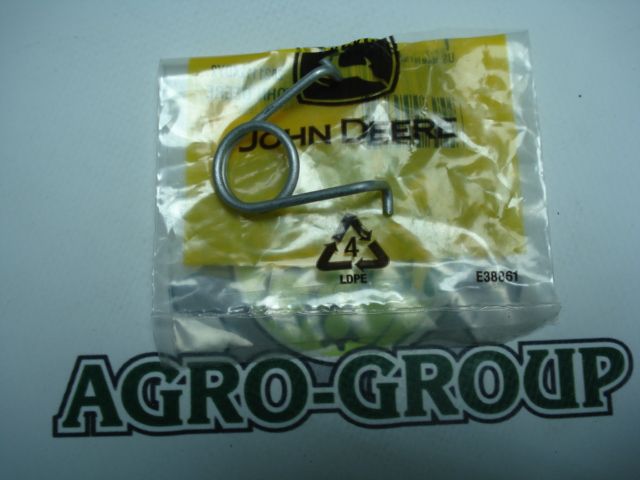 JOHN DEERE
4
LDPE
E38861
AGRO-GROUP